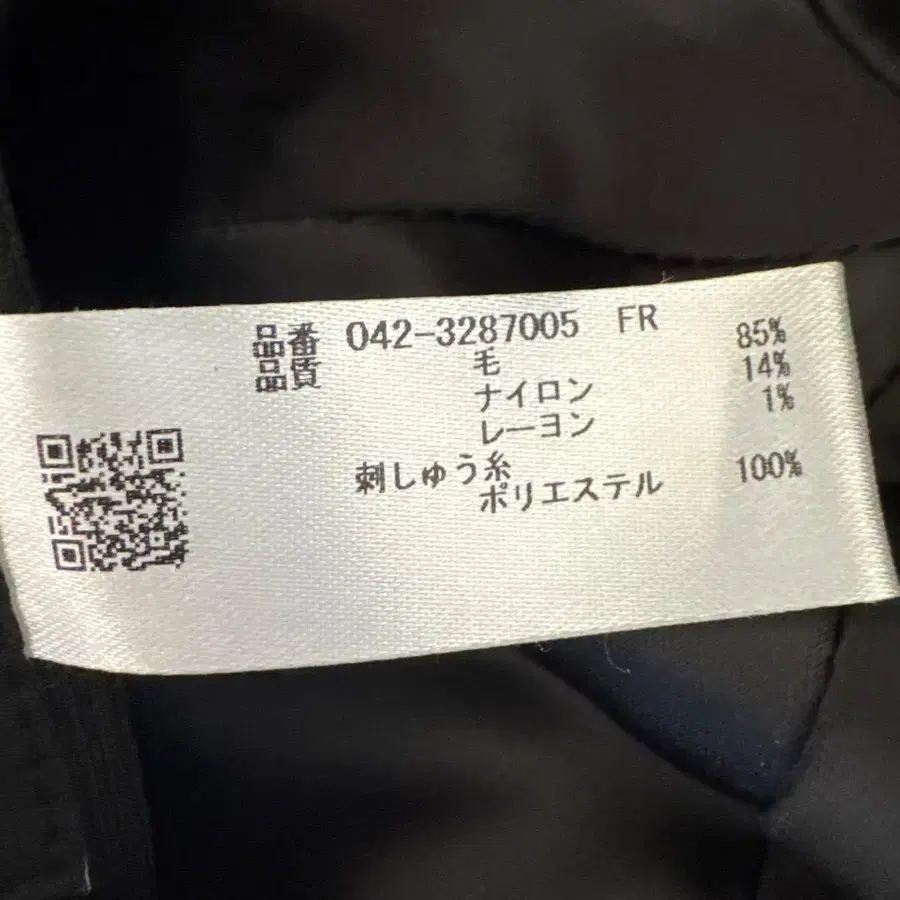 品番 042-3287005 FR
品質 毛 85%
ナイロン 14%
レーヨン 1%
刺しゅう糸
ポリエステル 100%